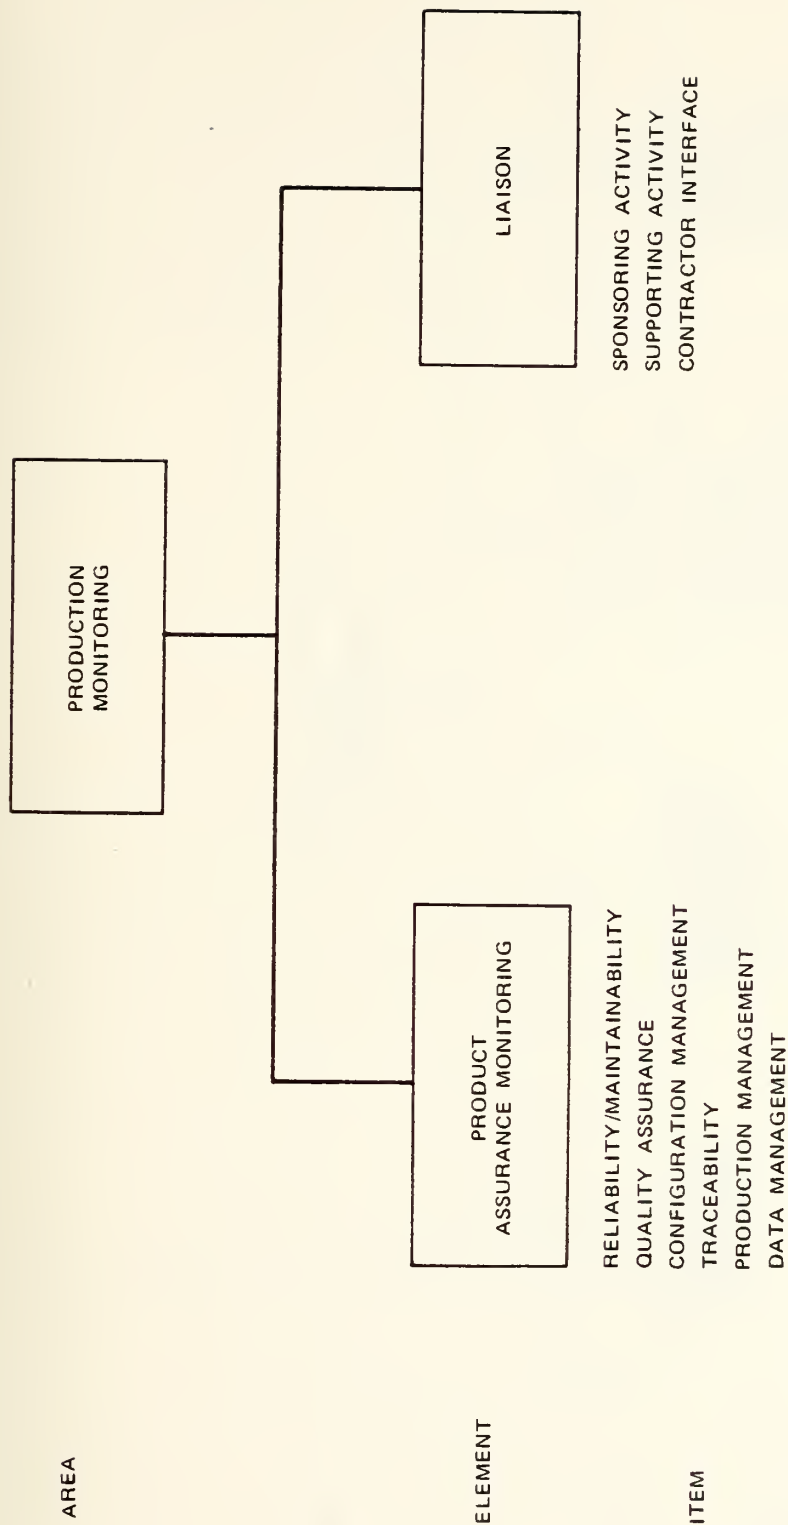 AREA
PRODUCTION
MONITORING
ELEMENT
PRODUCT
ASSURANCE MONITORING
LIAISON
ITEM
RELIABILITY/MAINTAINABILITY
QUALITY ASSURANCE
CONFIGURATION MANAGEMENT
TRACEABILITY
PRODUCTION MANAGEMENT
DATA MANAGEMENT
SPONSORING ACTIVITY
SUPPORTING ACTIVITY
CONTRACTOR INTERFACE